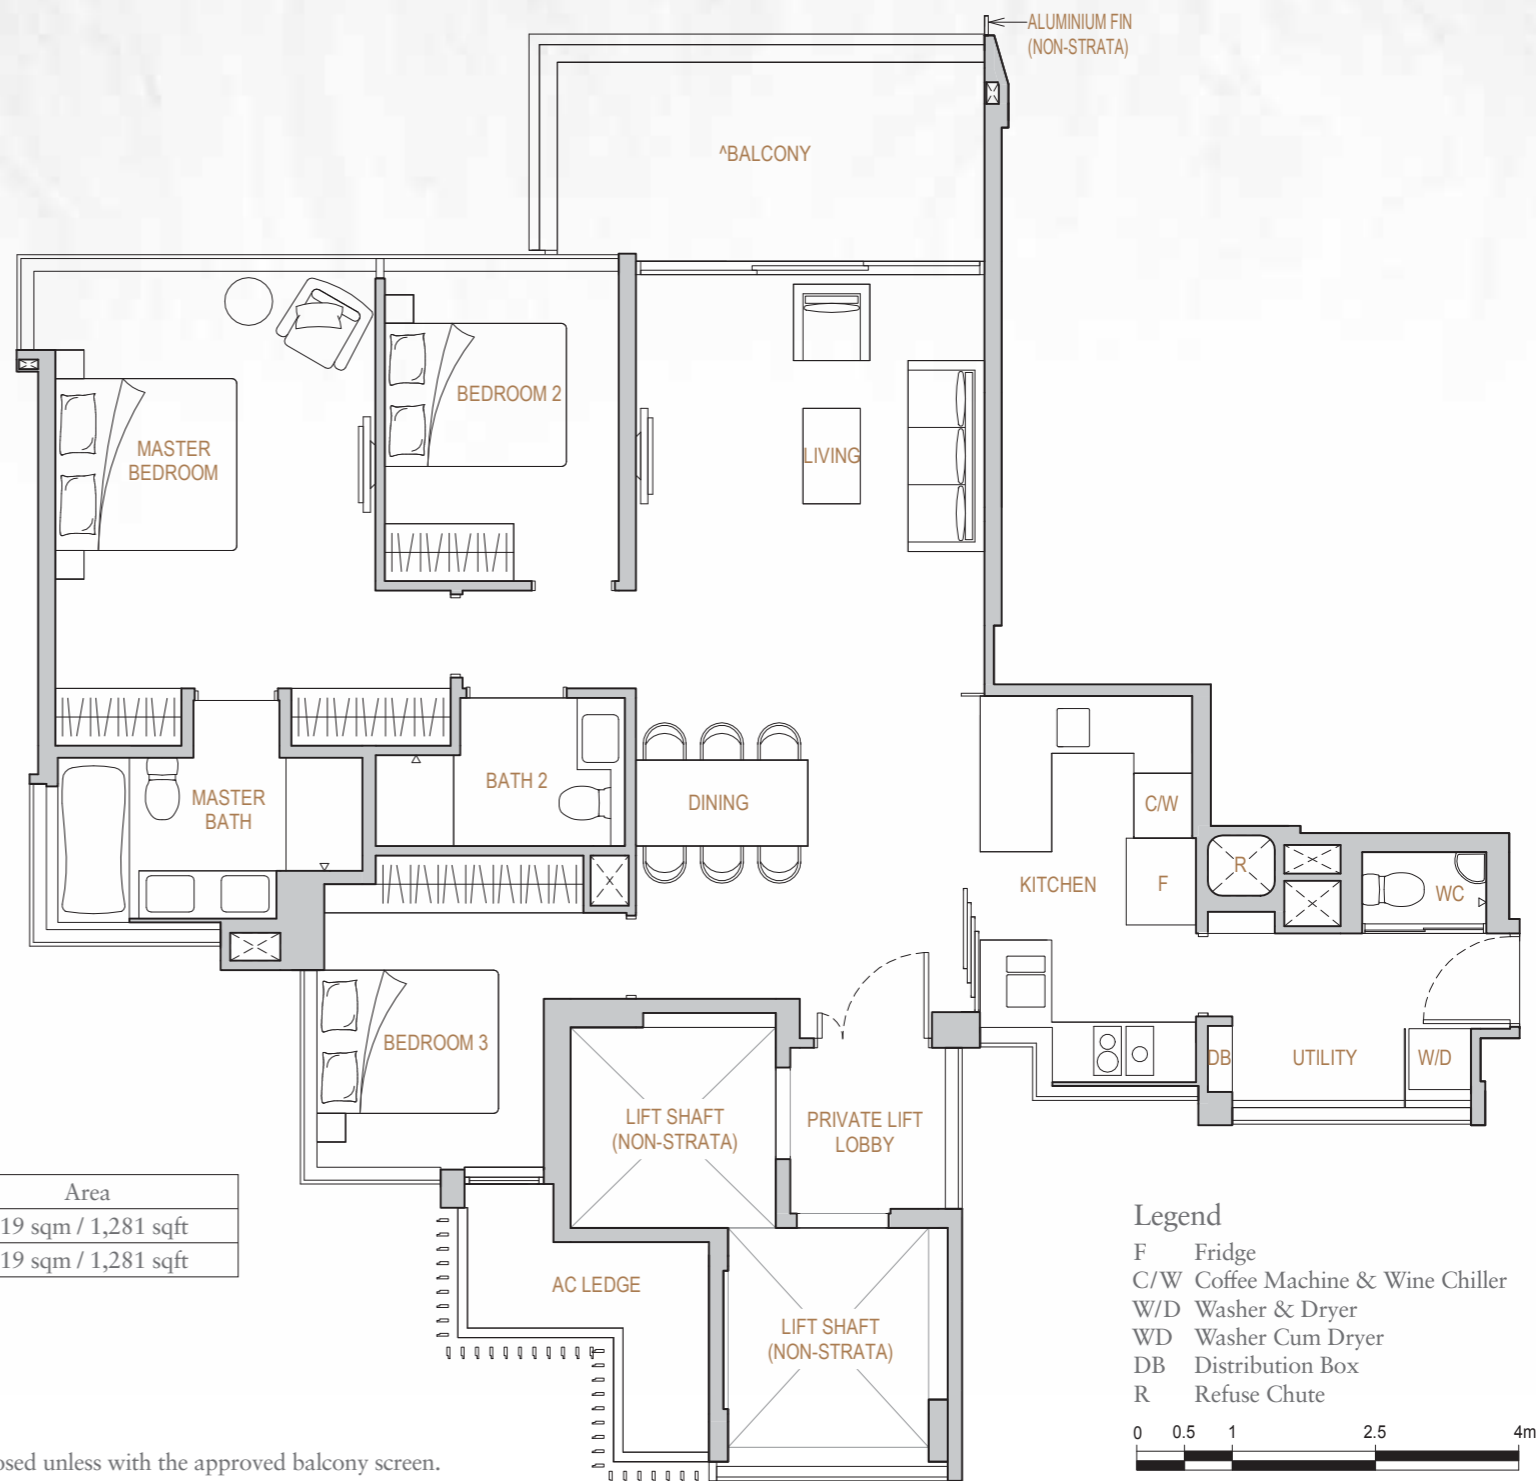 ALUMINIUM FIN
(NON-STRATA)
^BALCONY
BEDROOM 2
MASTER
BEDROOM
LIVING
MASTER
BATH
BATH 2
DINING
C/W
KITCHEN
F
R
WC
BEDROOM 3
DB
UTILITY
W/D
LIFT SHAFT
(NON-STRATA)
PRIVATE LIFT
LOBBY
Area
19 sqm / 1,281 sqft
19 sqm / 1,281 sqft
AC LEDGE
LIFT SHAFT
(NON-STRATA)
Legend
F Fridge
C/W Coffee Machine & Wine Chiller
W/D Washer & Dryer
WD Washer Cum Dryer
DB Distribution Box
R Refuse Chute
0 0.5 1 2.5 4m
unless with the approved balcony screen.